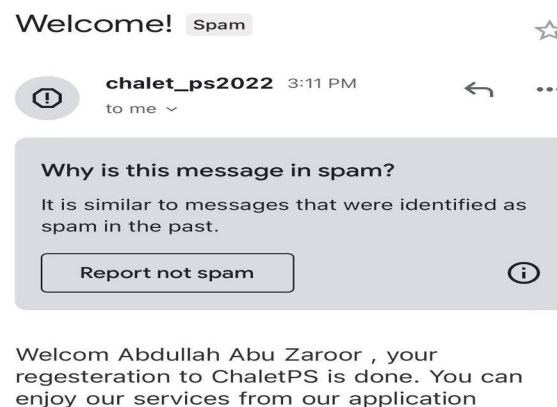 Welcome! Spam
chalet_ps2022 3:11 PM
to me
Why is this message in spam?
It is similar to messages that were identified as
spam in the past.
Report not spam
Welcom Abdullah Abu Zaroor , your
regesteration to ChaletPS is done. You can
enjoy our services from our application